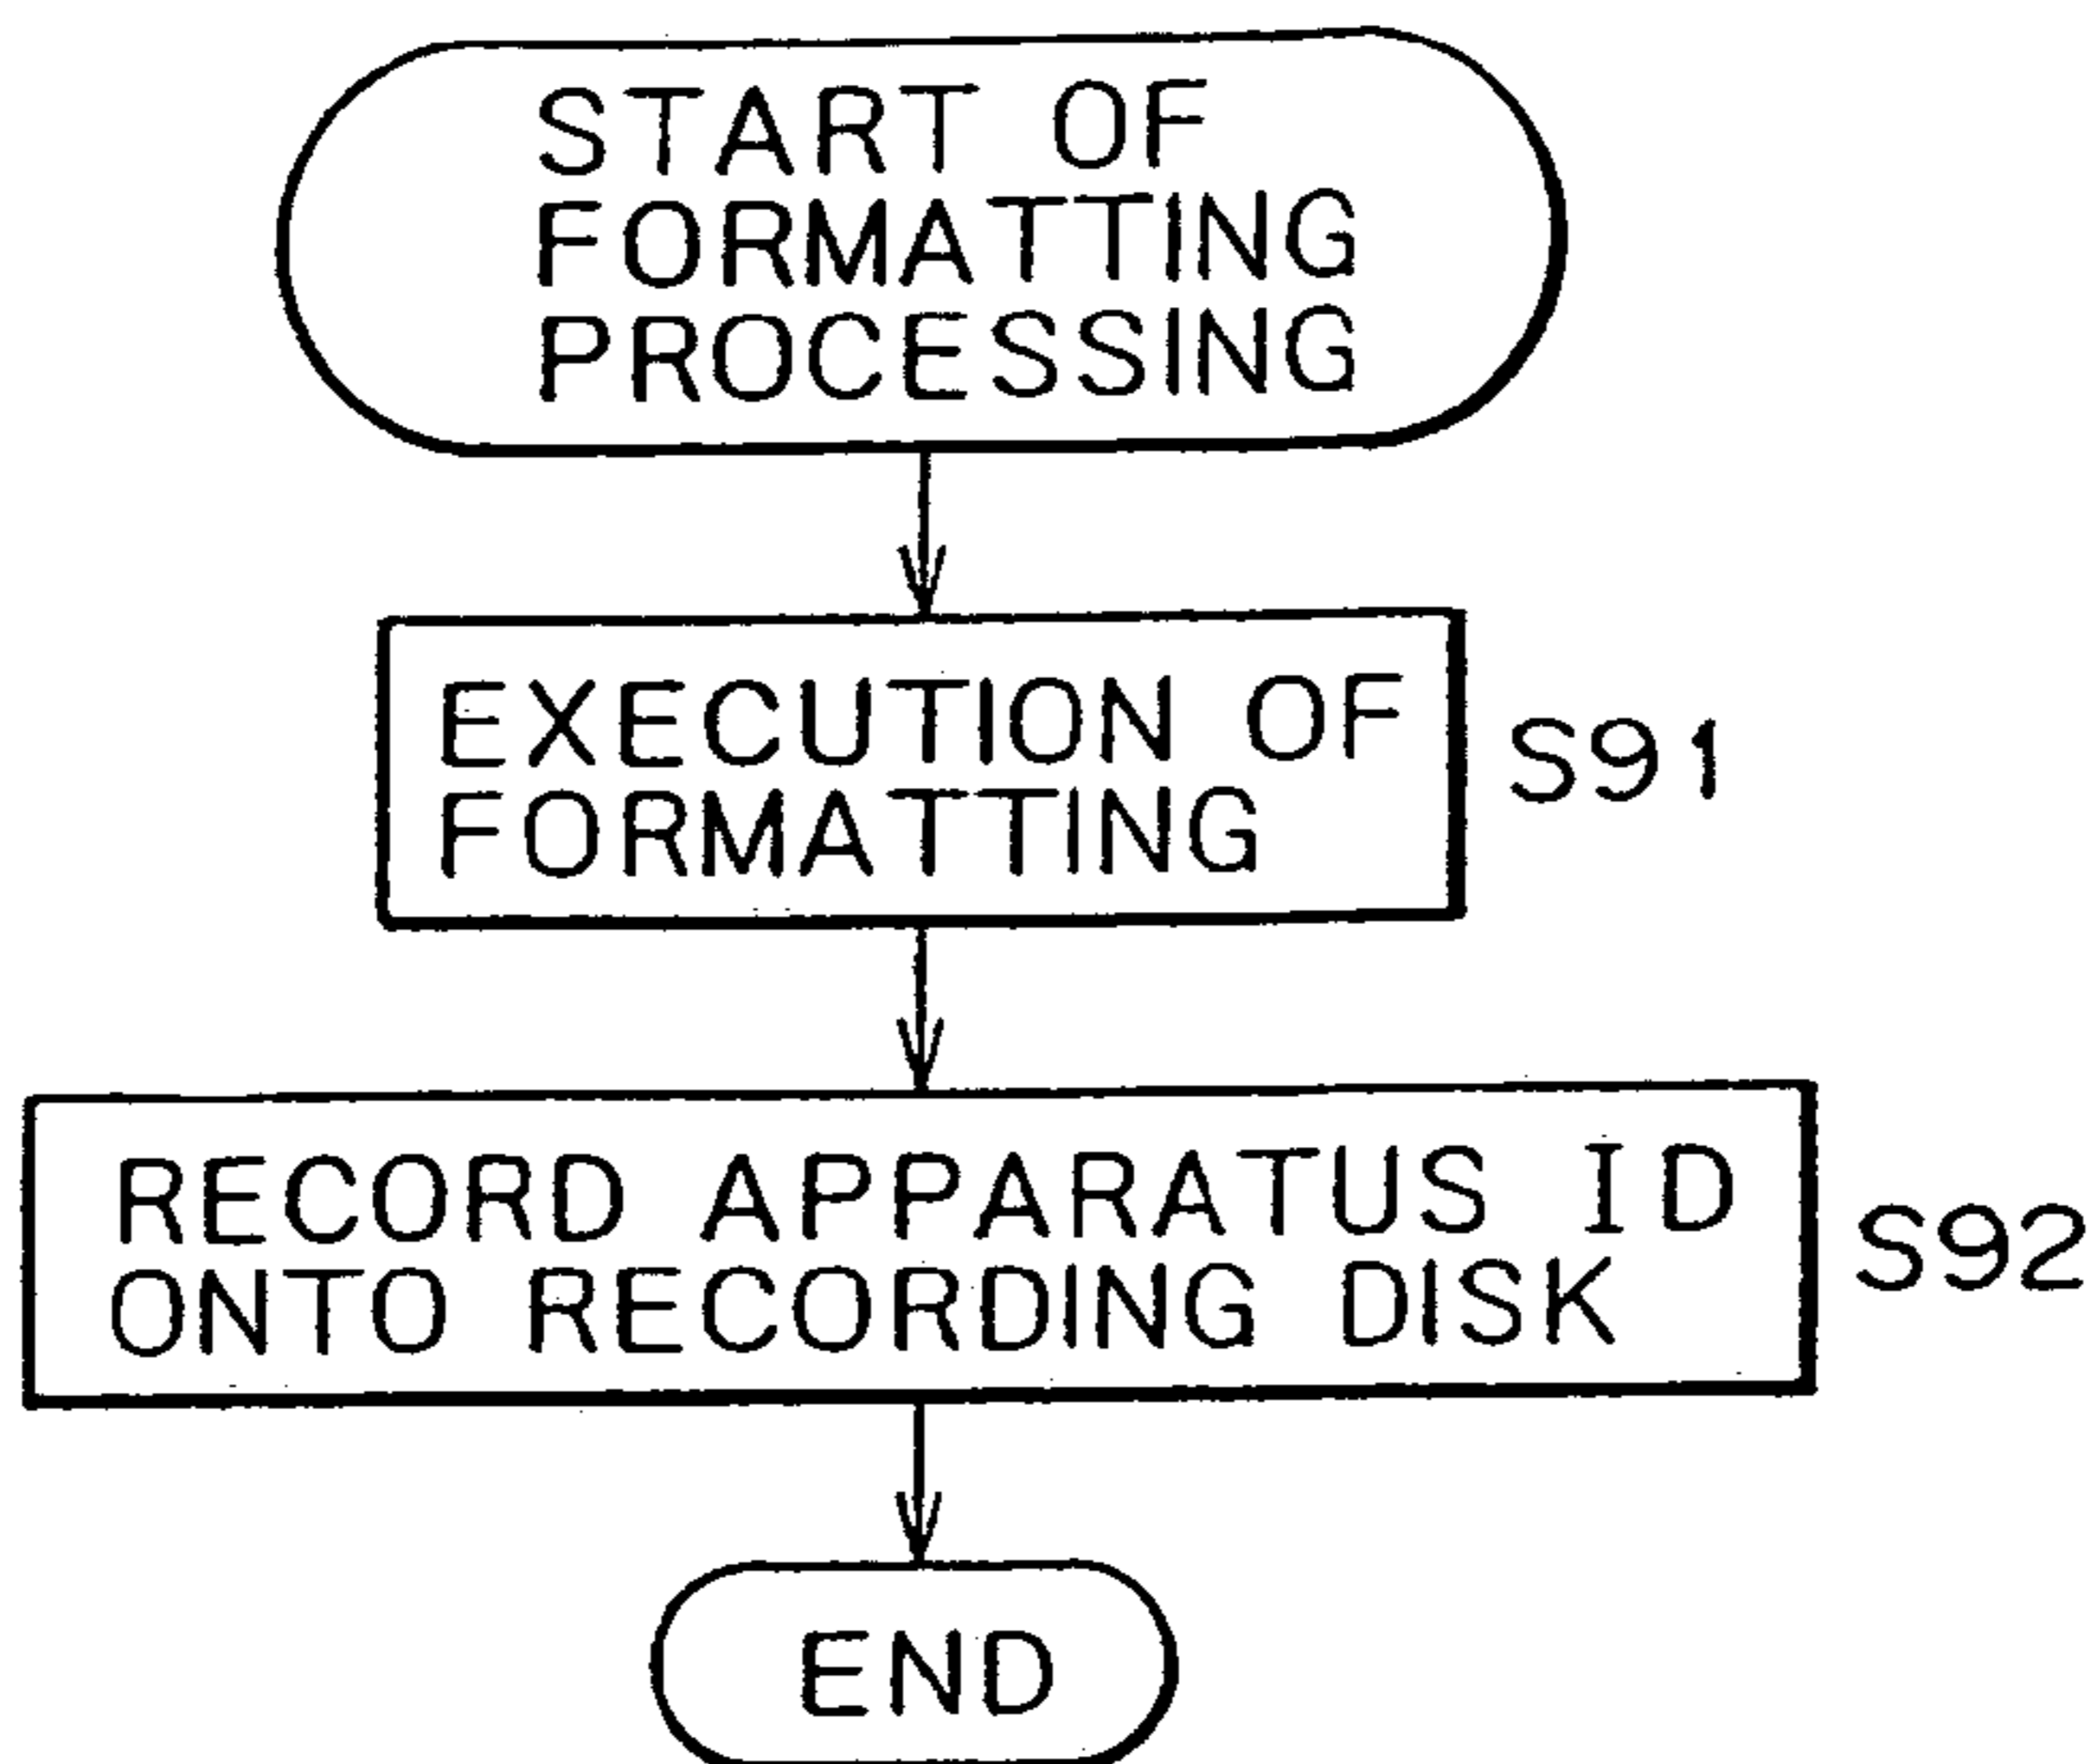 START OF
FORMATTING
PROCESSING
EXECUTION OF
FORMATTING
S91
RECORD APPARATUS ID
ONTO RECORDING DISK
S92
END